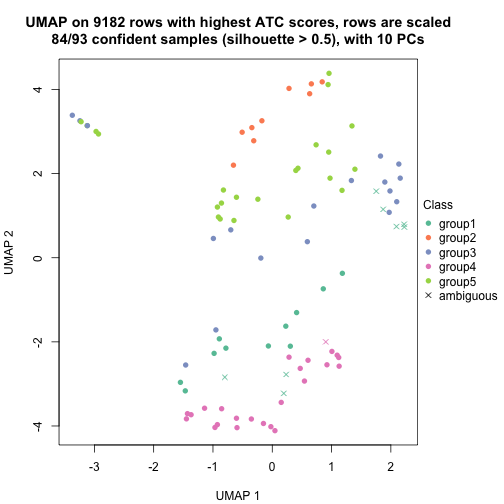 UMAP on 9182 rows with highest ATC scores, rows are scaled
84/93 confident samples (silhouette > 0.5), with 10 PCs
UMAP 2
4
2
0
-2
-4
-3
-2
-1
0
1
2
UMAP 1
Class
group1
group2
group3
group4
group5
ambiguous